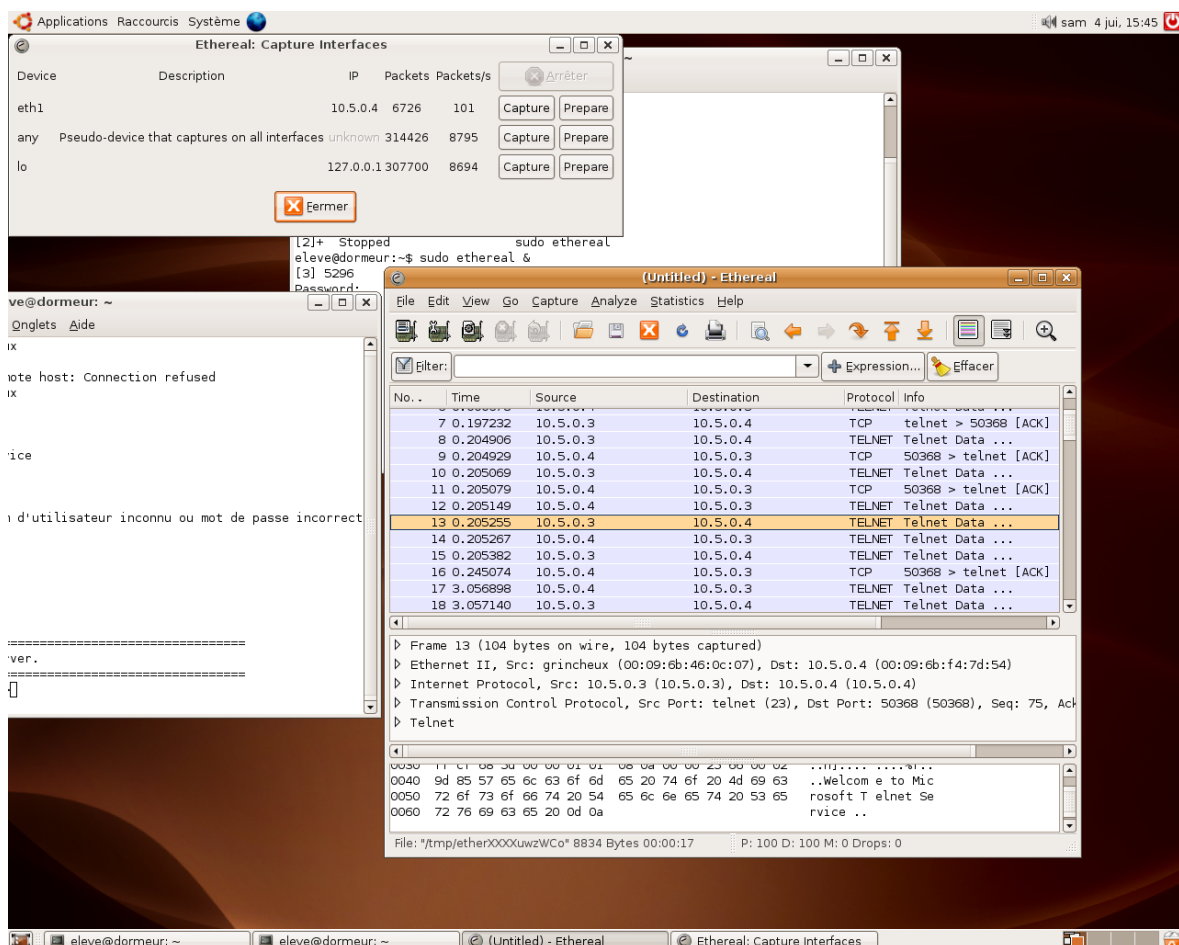 Applications Raccourcis Système
sam 4 jui, 15:45
Ethereal: Capture Interfaces
Device Description IP Packets Packets/s Arrêter
eth1 10.5.0.4 6726 101 Capture Prepare
any Pseudo-device that captures on all interfaces unknown 314426 8795 Capture Prepare
lo 127.0.0.1 307700 8694 Capture Prepare
Fermer
~
[2]+ Stopped sudo ethereal
eleve@dormeur:~$ sudo ethereal &
[3] 5296
Password:
ve@dormeur: ~
Onglets Aide
ux
note host: Connection refused
ux
vice
n d'utilisateur inconnu ou mot de passe incorrect
==================================
ver.
==================================
(Untitled) - Ethereal
File Edit View Go Capture Analyze Statistics Help
Filter: Expression... Effacer
No. . Time Source Destination Protocol Info
7 0.197232 10.5.0.3 10.5.0.4 TCP telnet > 50368 [ACK]
8 0.204906 10.5.0.3 10.5.0.4 TELNET Telnet Data ...
9 0.204929 10.5.0.4 10.5.0.3 TCP 50368 > telnet [ACK]
10 0.205069 10.5.0.3 10.5.0.4 TELNET Telnet Data ...
11 0.205079 10.5.0.4 10.5.0.3 TCP 50368 > telnet [ACK]
12 0.205149 10.5.0.4 10.5.0.3 TELNET Telnet Data ...
13 0.205255 10.5.0.3 10.5.0.4 TELNET Telnet Data ...
14 0.205267 10.5.0.4 10.5.0.3 TELNET Telnet Data ...
15 0.205382 10.5.0.3 10.5.0.4 TELNET Telnet Data ...
16 0.245074 10.5.0.4 10.5.0.3 TCP 50368 > telnet [ACK]
17 3.056898 10.5.0.4 10.5.0.3 TELNET Telnet Data ...
18 3.057140 10.5.0.3 10.5.0.4 TELNET Telnet Data ...
Frame 13 (104 bytes on wire, 104 bytes captured)
Ethernet II, Src: grincheux (00:09:6b:46:0c:07), Dst: 10.5.0.4 (00:09:6b:f4:7d:54)
Internet Protocol, Src: 10.5.0.3 (10.5.0.3), Dst: 10.5.0.4 (10.5.0.4)
Transmission Control Protocol, Src Port: telnet (23), Dst Port: 50368 (50368), Seq: 75, Ack
Telnet
0040 9d 85 57 65 6c 63 6f 6d 65 20 74 6f 20 4d 69 63 ..Welcom e to Mic
0050 72 6f 73 6f 66 74 20 54 65 6c 6e 65 74 20 53 65 rosoft T elnet Se
0060 72 76 69 63 65 20 0d 0a rvice ..
File: "/tmp/etherXXXXuwzWCo" 8834 Bytes 00:00:17 P: 100 D: 100 M: 0 Drops: 0
eleve@dormeur: ~
eleve@dormeur: ~
(Untitled) - Ethereal
Ethereal: Capture Interfaces